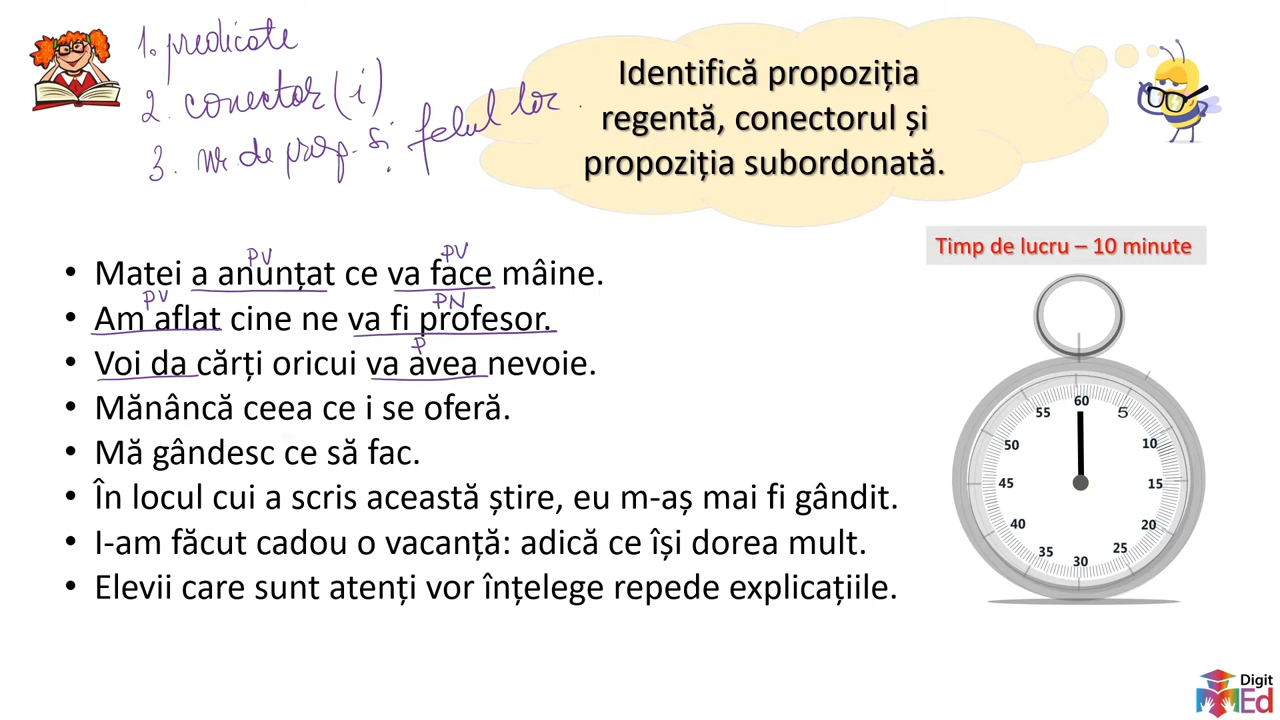 1. predicate
2. conector (i)
3. nr de prop. și felul lor
Identifică propoziția
regentă, conectorul și
propoziția subordonată.
Timp de lucru – 10 minute
PV PV
• Matei a anunțat ce va face mâine.
PV PN
• Am aflat cine ne va fi profesor.
P
• Voi da cărți oricui va avea nevoie.
• Mănâncă ceea ce i se oferă.
• Mă gândesc ce să fac.
• În locul cui a scris această știre, eu m-aș mai fi gândit.
• I-am făcut cadou o vacanță: adică ce își dorea mult.
• Elevii care sunt atenți vor înțelege repede explicațiile.
60
55 5
50 10
45 15
40 20
35 25
30
Digit
Ed